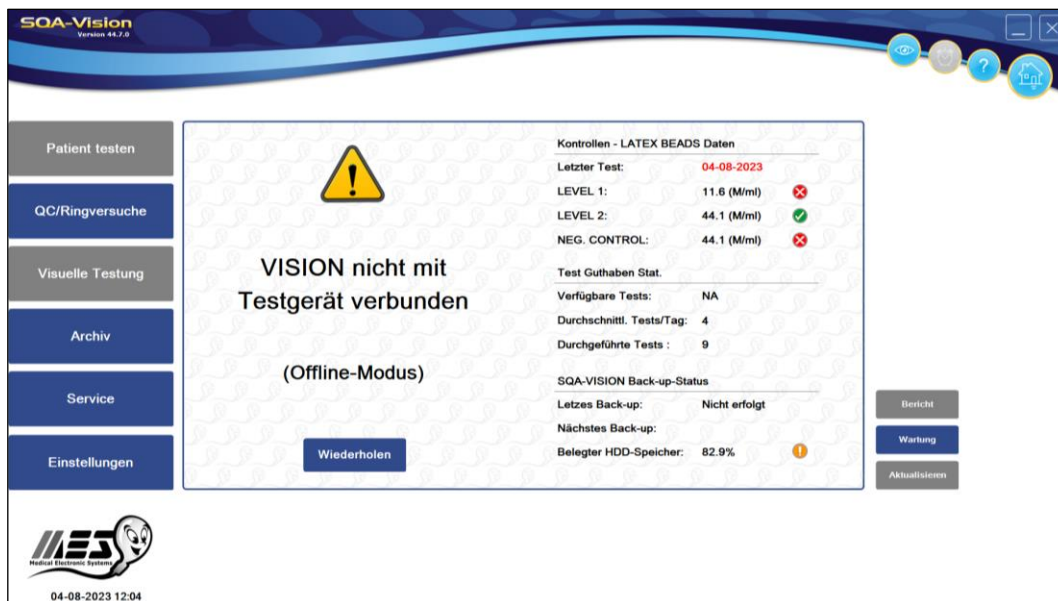 SQA-Vision
Version 44.7.0
?
Patient testen
QC/Ringversuche
Visuelle Testung
Archiv
Service
Einstellungen
VISION nicht mit
Testgerät verbunden
(Offline-Modus)
Wiederholen
Kontrollen - LATEX BEADS Daten
Letzter Test: 04-08-2023
LEVEL 1: 11.6 (M/ml)
LEVEL 2: 44.1 (M/ml)
NEG. CONTROL: 44.1 (M/ml)
Test Guthaben Stat.
Verfügbare Tests: NA
Durchschnittl. Tests/Tag: 4
Durchgeführte Tests : 9
SQA-VISION Back-up-Status
Letzes Back-up: Nicht erfolgt
Nächstes Back-up:
Belegter HDD-Speicher: 82.9%
Bericht
Wartung
Aktualisieren
MES
Medical Electronic Systems
04-08-2023 12:04